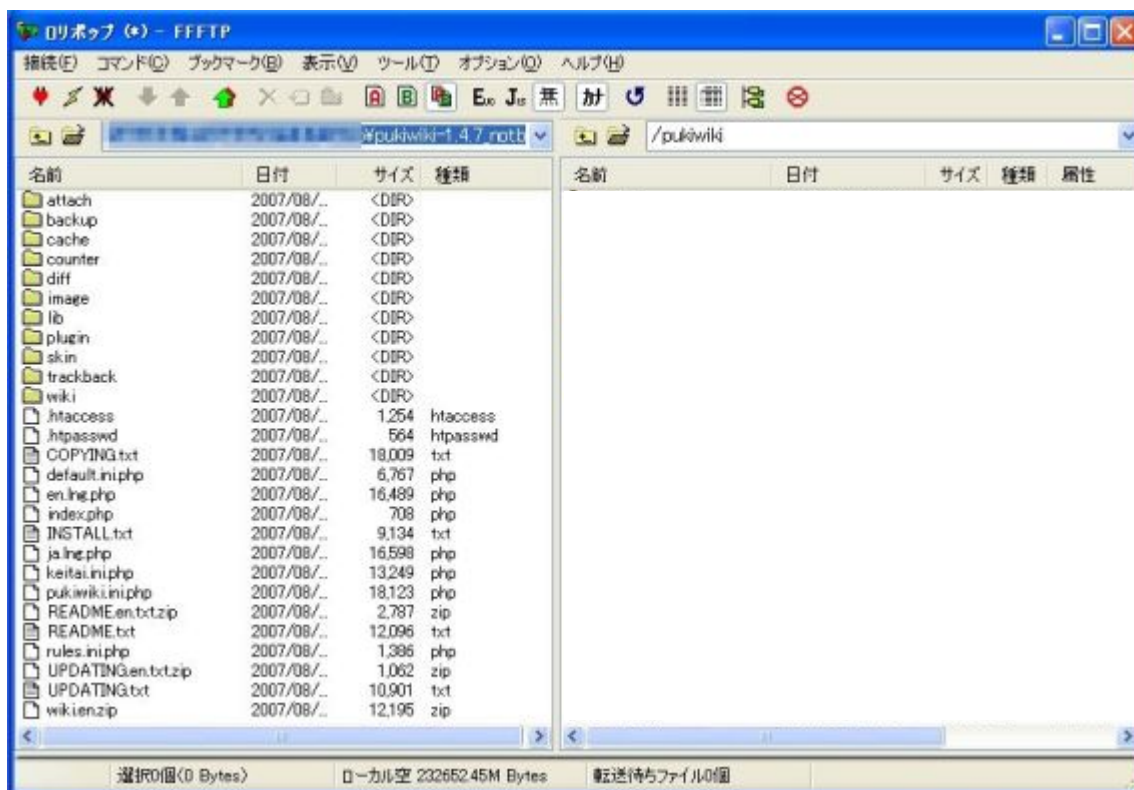 ロリポップ (*) - FFFTP
接続(F) コマンド(C) ブックマーク(B) 表示(V) ツール(T) オプション(O) ヘルプ(H)
A B Euc Jis 無 カナ
¥pukiwiki-1.4.7_notb /pukiwiki
名前 日付 サイズ 種類 名前 日付 サイズ 種類 属性
attach 2007/08/... <DIR>
backup 2007/08/... <DIR>
cache 2007/08/... <DIR>
counter 2007/08/... <DIR>
diff 2007/08/... <DIR>
image 2007/08/... <DIR>
lib 2007/08/... <DIR>
plugin 2007/08/... <DIR>
skin 2007/08/... <DIR>
trackback 2007/08/... <DIR>
wiki 2007/08/... <DIR>
.htaccess 2007/08/... 1,254 htaccess
.htpasswd 2007/08/... 564 htpasswd
COPYING.txt 2007/08/... 18,009 txt
default.ini.php 2007/08/... 6,767 php
en.lng.php 2007/08/... 16,489 php
index.php 2007/08/... 708 php
INSTALL.txt 2007/08/... 9,134 txt
ja.lng.php 2007/08/... 16,598 php
keitai.ini.php 2007/08/... 13,249 php
pukiwiki.ini.php 2007/08/... 18,123 php
README.en.txt.zip 2007/08/... 2,787 zip
README.txt 2007/08/... 12,096 txt
rules.ini.php 2007/08/... 1,386 php
UPDATING.en.txt.zip 2007/08/... 1,062 zip
UPDATING.txt 2007/08/... 10,901 txt
wiki.en.zip 2007/08/... 12,195 zip
選択0個(0 Bytes) ローカル空 232652.45M Bytes 転送待ちファイル0個